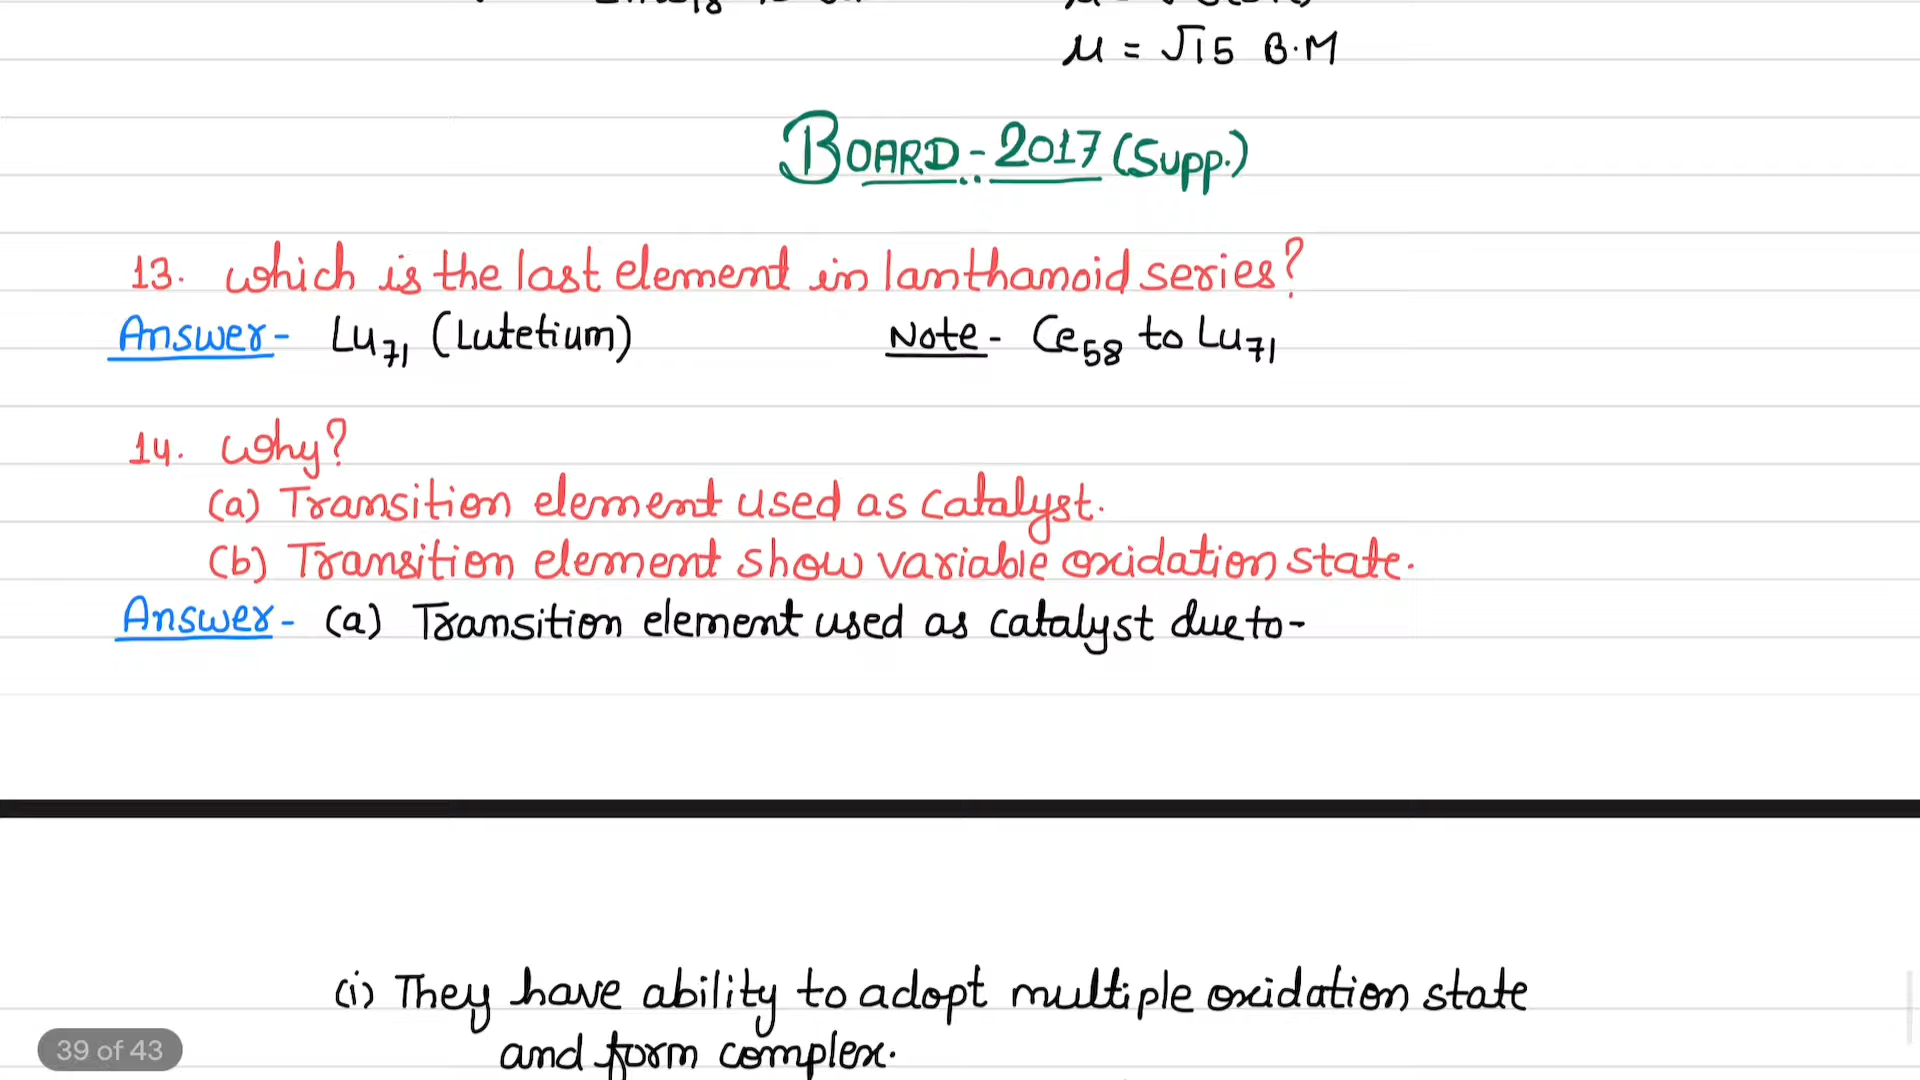 μ = √15 B.M
BOARD - 2017 (Supp.)
13. which is the last element in lanthanoid series?
Answer - Lu71 (Lutetium) Note - Ce58 to Lu71
14. Why?
(a) Transition element used as catalyst.
(b) Transition element show variable oxidation state.
Answer - (a) Transition element used as catalyst due to -
(i) They have ability to adopt multiple oxidation state
and form complex.
39 of 43